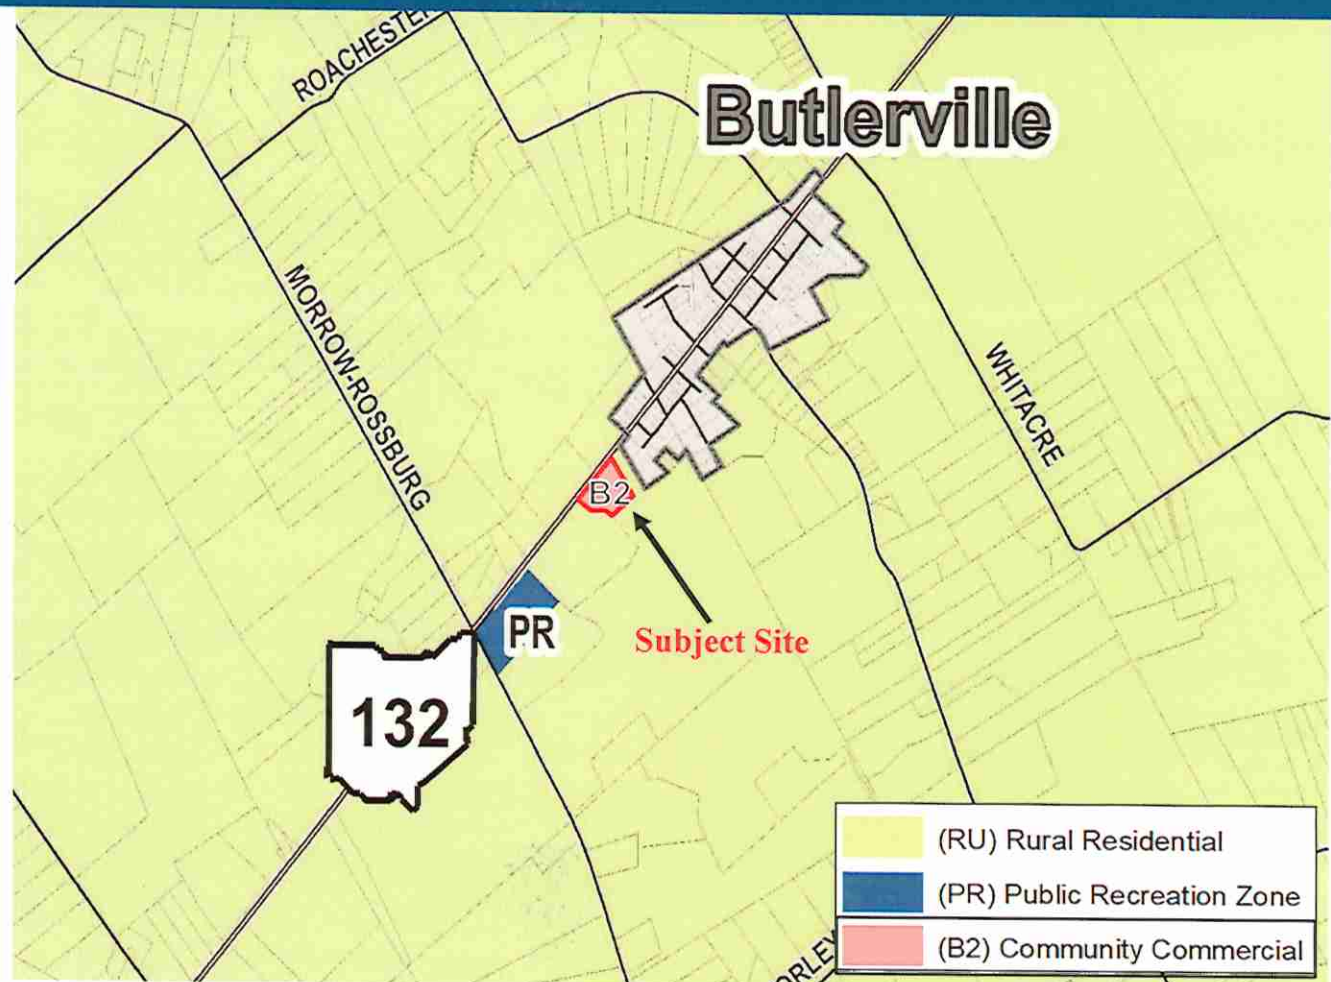 ROACHESTER
Butlerville
MORROW-ROSSBURG
WHITACRE
B2
PR
Subject Site
132
(RU) Rural Residential
(PR) Public Recreation Zone
(B2) Community Commercial